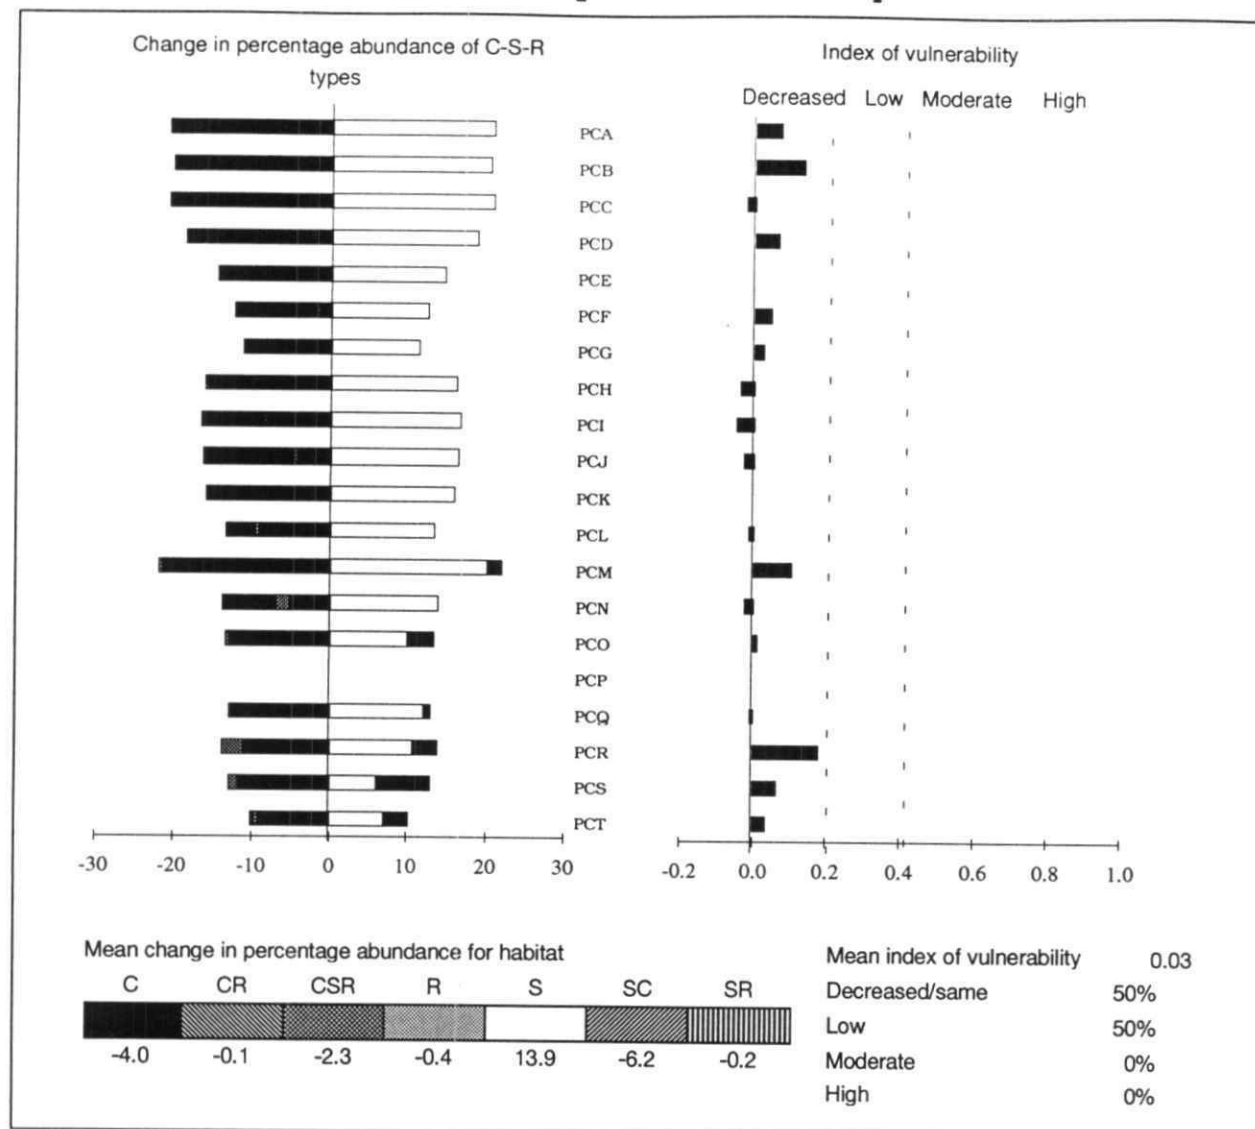 Change in percentage abundance of C-S-R
types
Index of vulnerability
Decreased Low Moderate High
PCA
PCB
PCC
PCD
PCE
PCF
PCG
PCH
PCI
PCJ
PCK
PCL
PCM
PCN
PCO
PCP
PCQ
PCR
PCS
PCT
-30 -20 -10 0 10 20 30
-0.2 0.0 0.2 0.4 0.6 0.8 1.0
Mean change in percentage abundance for habitat
C CR CSR R S SC SR
-4.0 -0.1 -2.3 -0.4 13.9 -6.2 -0.2
Mean index of vulnerability 0.03
Decreased/same 50%
Low 50%
Moderate 0%
High 0%